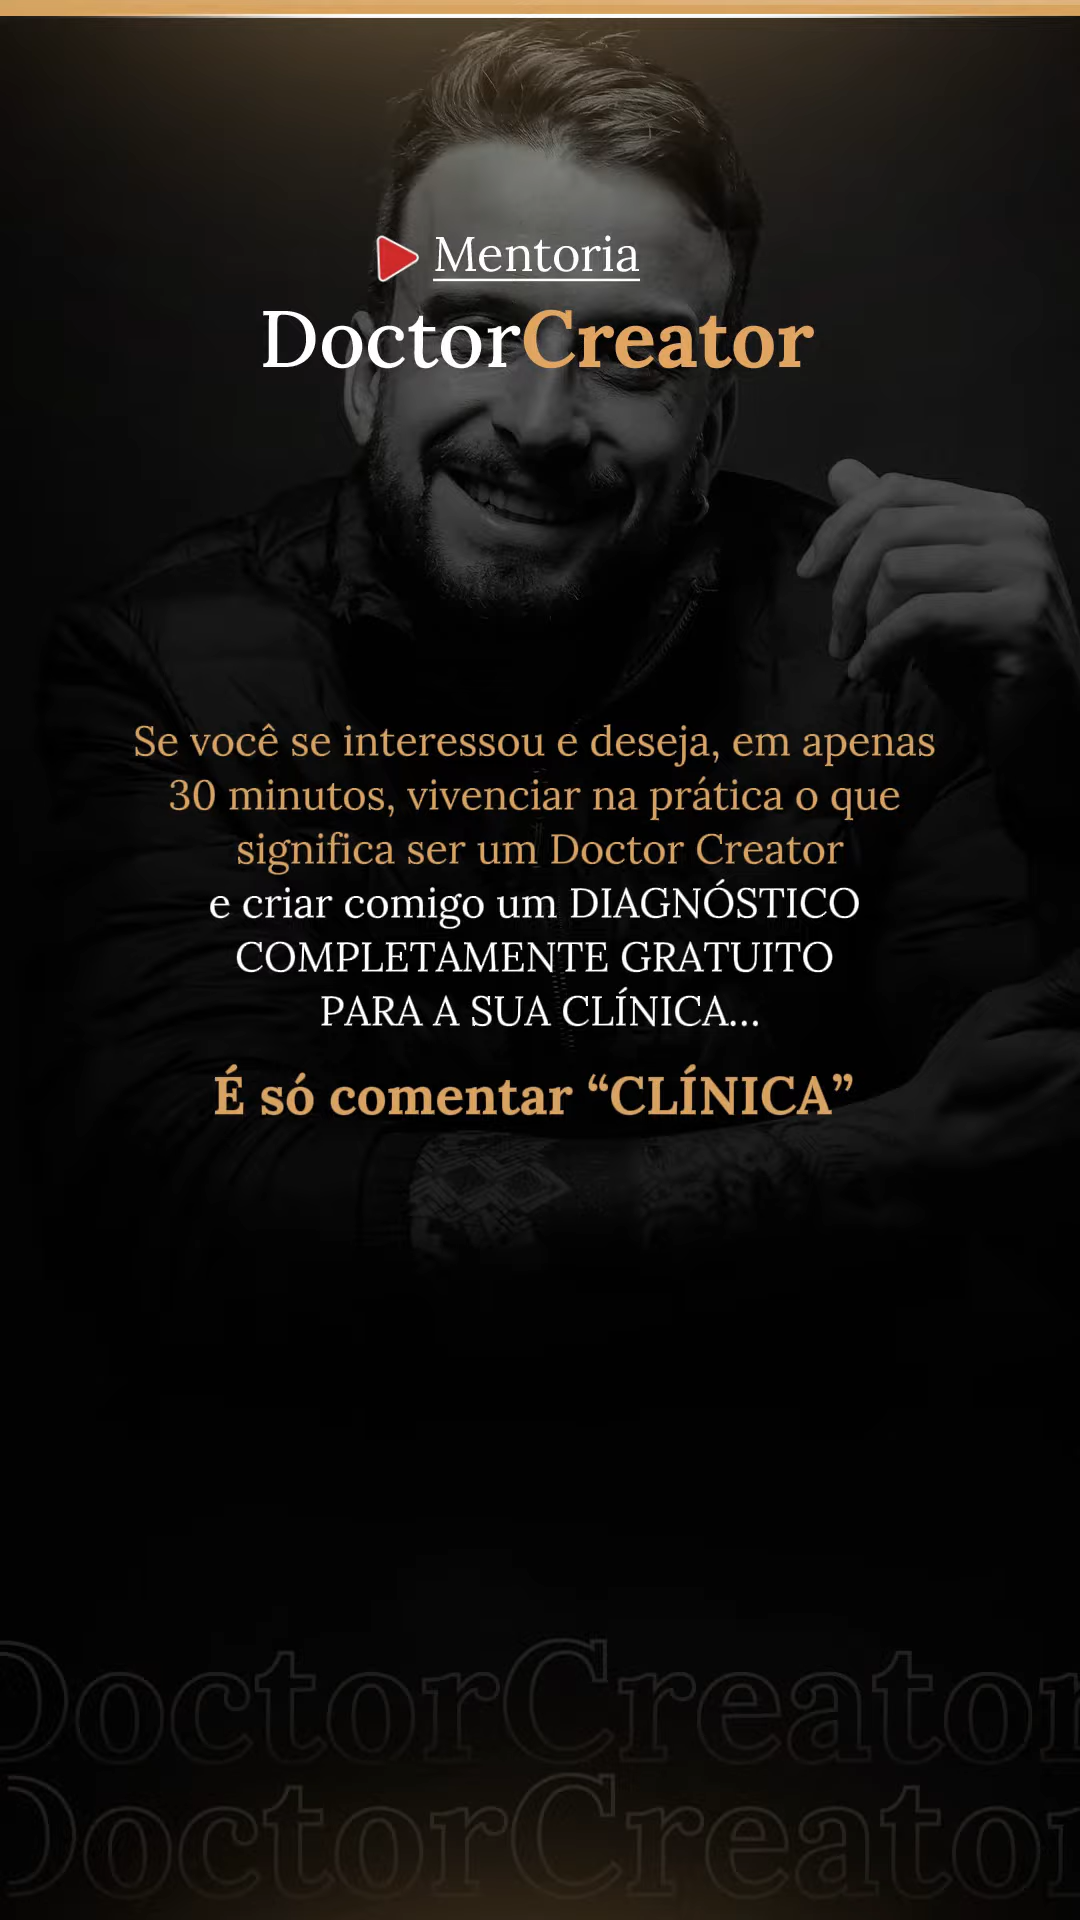 Mentoria
DoctorCreator
Se você se interessou e deseja, em apenas
30 minutos, vivenciar na prática o que
significa ser um Doctor Creator
e criar comigo um DIAGNÓSTICO
COMPLETAMENTE GRATUITO
PARA A SUA CLÍNICA...
É só comentar “CLÍNICA”
DoctorCreator
DoctorCreator